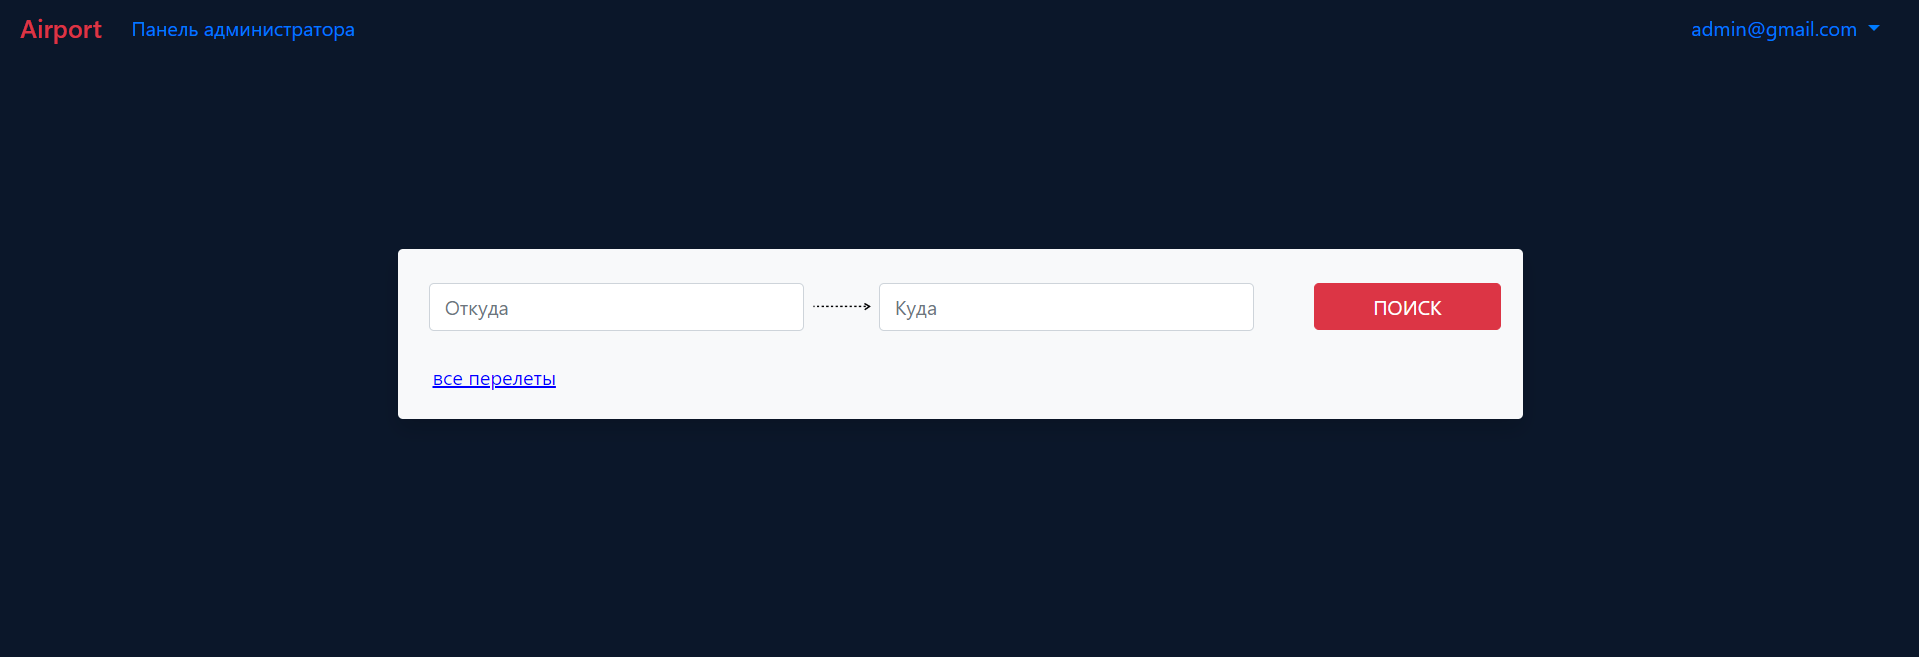 Airport Панель администратора admin@gmail.com
Откуда Куда ПОИСК
все перелеты